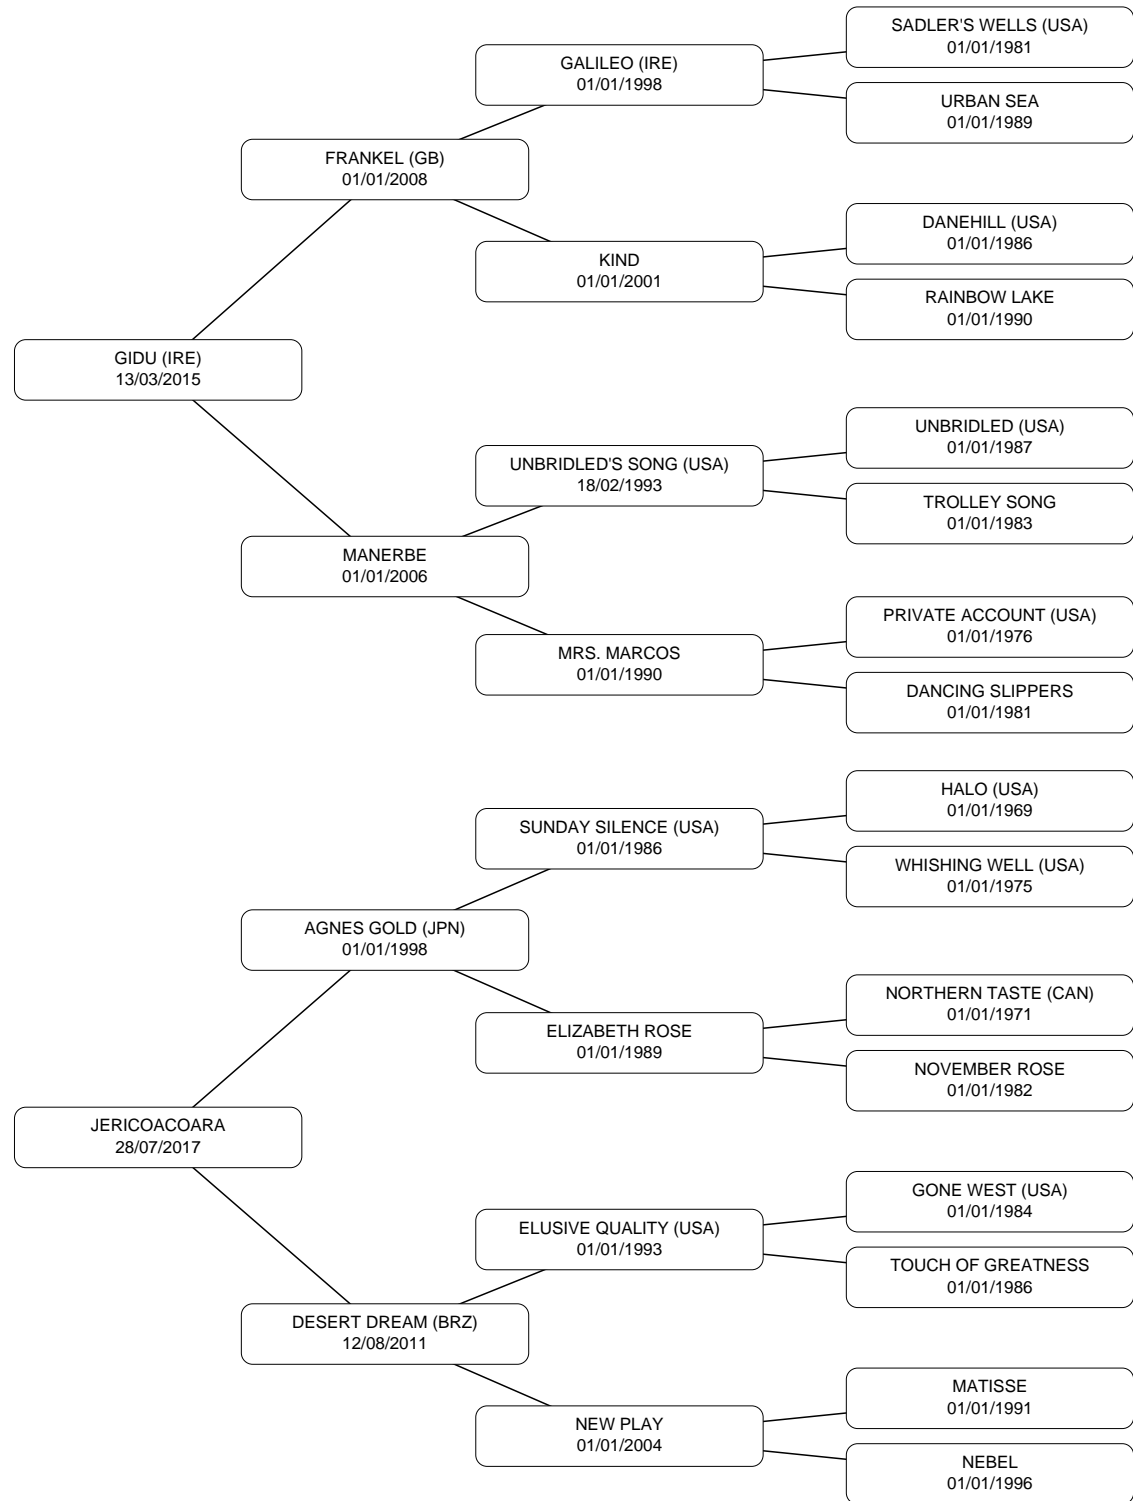 SADLER'S WELLS (USA)
01/01/1981
GALILEO (IRE)
01/01/1998
URBAN SEA
01/01/1989
FRANKEL (GB)
01/01/2008
DANEHILL (USA)
01/01/1986
KIND
01/01/2001
RAINBOW LAKE
01/01/1990
GIDU (IRE)
13/03/2015
UNBRIDLED (USA)
01/01/1987
UNBRIDLED'S SONG (USA)
18/02/1993
TROLLEY SONG
01/01/1983
MANERBE
01/01/2006
PRIVATE ACCOUNT (USA)
01/01/1976
MRS. MARCOS
01/01/1990
DANCING SLIPPERS
01/01/1981
HALO (USA)
01/01/1969
SUNDAY SILENCE (USA)
01/01/1986
WHISHING WELL (USA)
01/01/1975
AGNES GOLD (JPN)
01/01/1998
NORTHERN TASTE (CAN)
01/01/1971
ELIZABETH ROSE
01/01/1989
NOVEMBER ROSE
01/01/1982
JERICOACOARA
28/07/2017
GONE WEST (USA)
01/01/1984
ELUSIVE QUALITY (USA)
01/01/1993
TOUCH OF GREATNESS
01/01/1986
DESERT DREAM (BRZ)
12/08/2011
MATISSE
01/01/1991
NEW PLAY
01/01/2004
NEBEL
01/01/1996